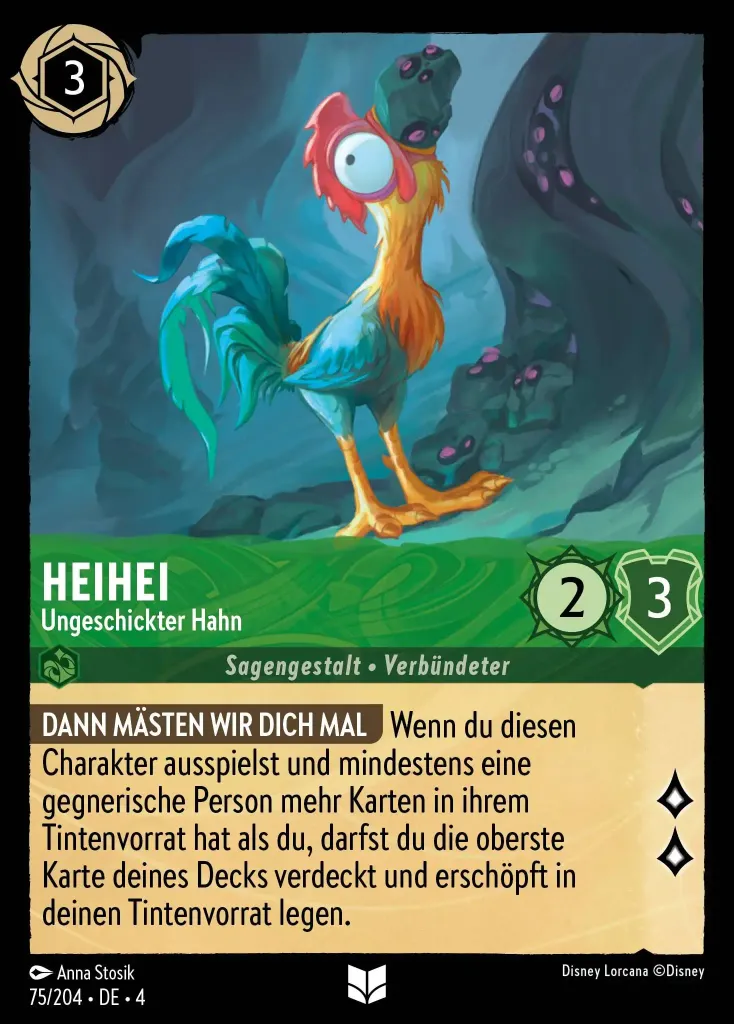 3
HEIHEI
Ungeschickter Hahn
2
3
Sagengestalt • Verbündeter
DANN MÄSTEN WIR DICH MAL Wenn du diesen
Charakter ausspielst und mindestens eine
gegnerische Person mehr Karten in ihrem
Tintenvorrat hat als du, darfst du die oberste
Karte deines Decks verdeckt und erschöpft in
deinen Tintenvorrat legen.
Anna Stosik
Disney Lorcana ©Disney
75/204 • DE • 4